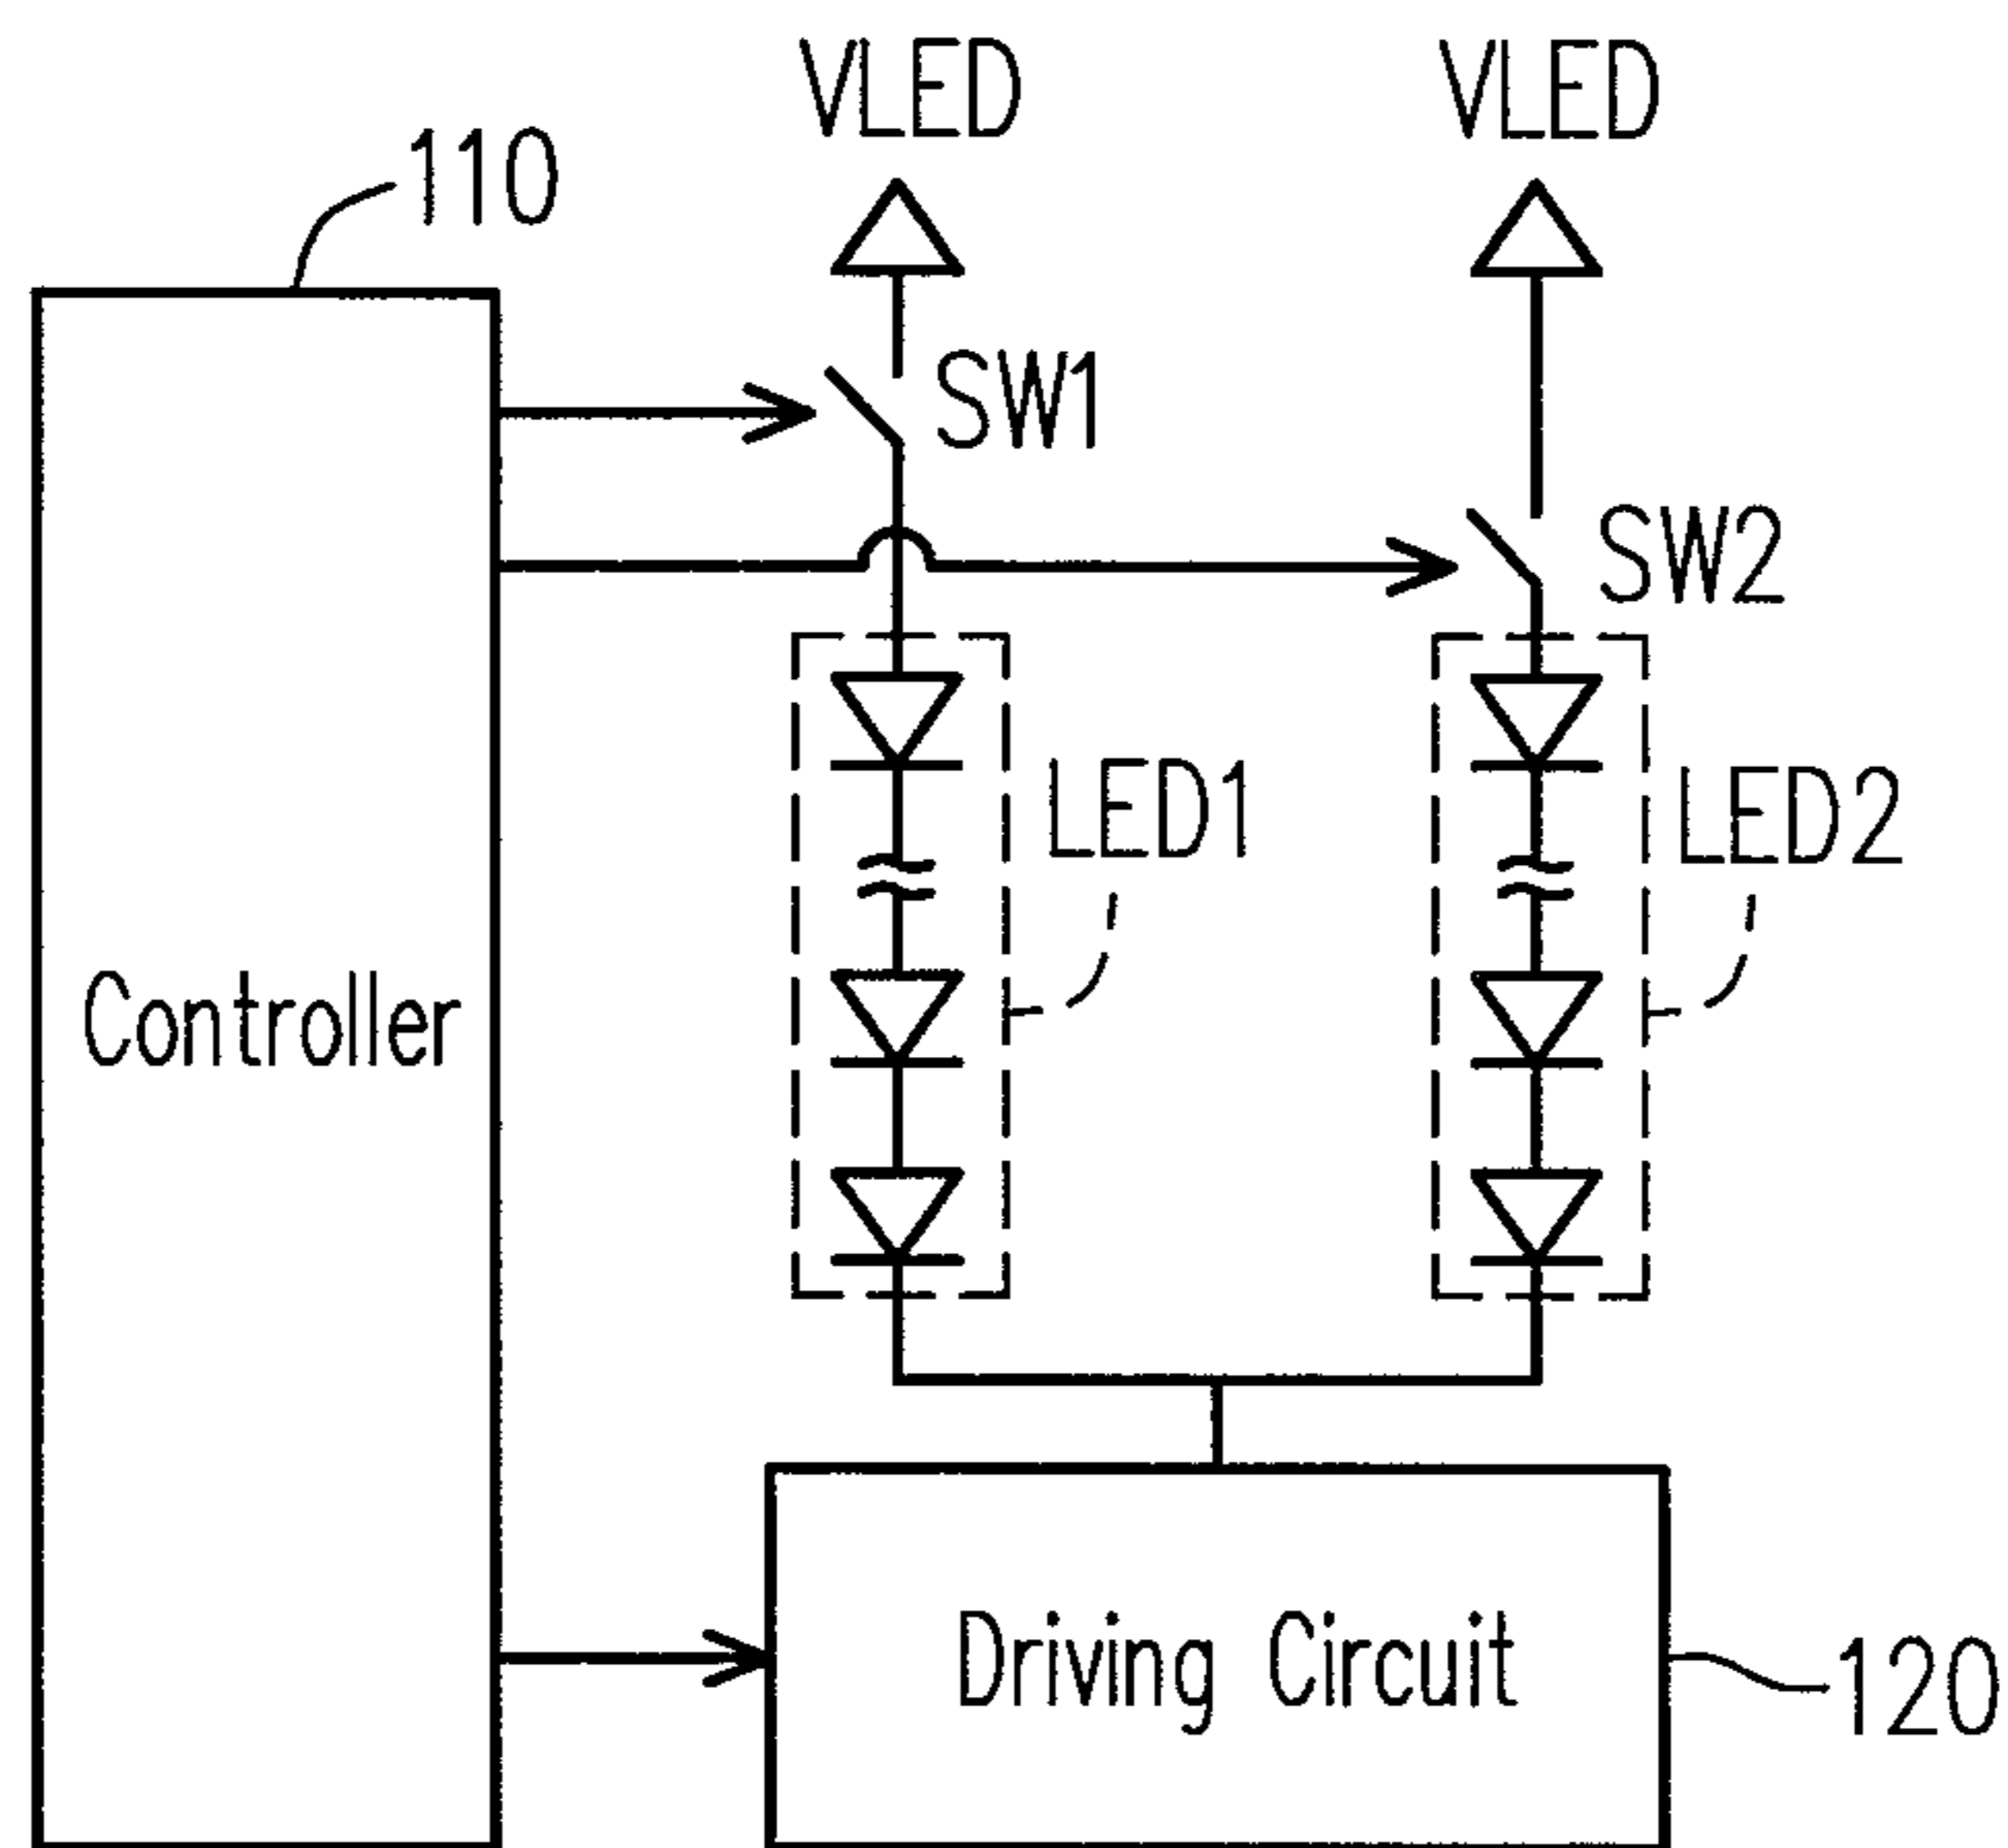 VLED
VLED
110
SW1
SW2
LED1
LED2
Controller
Driving Circuit
120